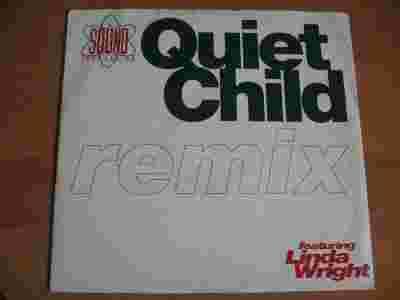 SOUND
Quiet
Child
remix
featuring
Linda
Wright